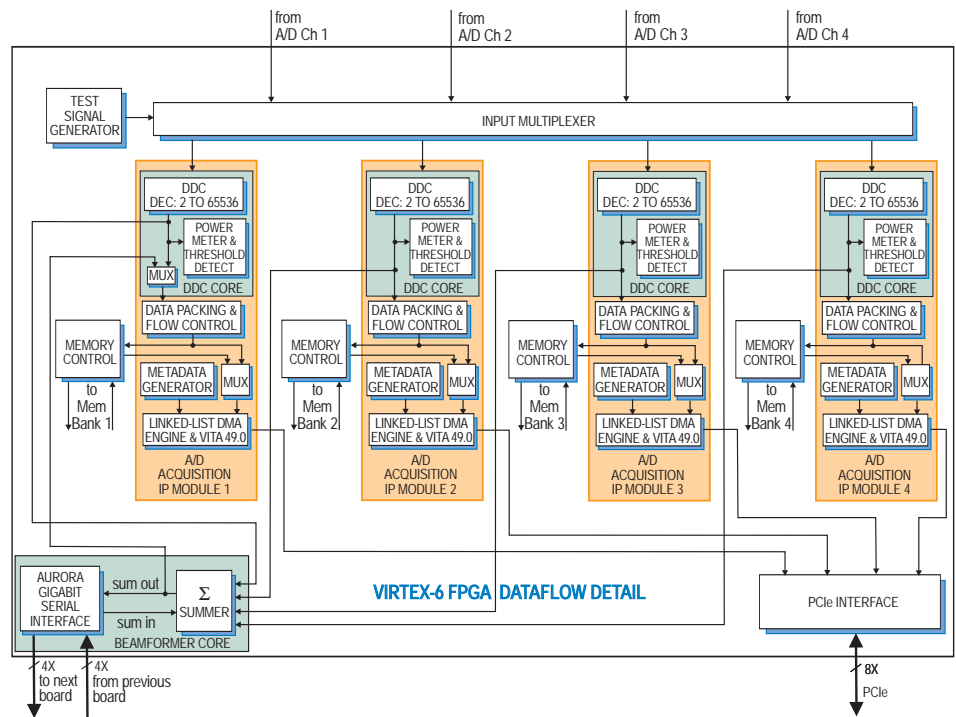 from
A/D Ch 1
from
A/D Ch 2
from
A/D Ch 3
from
A/D Ch 4
TEST
SIGNAL
GENERATOR
INPUT MULTIPLEXER
DDC
DEC: 2 TO 65536
POWER
METER &
THRESHOLD
DETECT
MUX
DDC CORE
DATA PACKING &
FLOW CONTROL
MEMORY
CONTROL
METADATA
GENERATOR
MUX
to
Mem
Bank 1
LINKED-LIST DMA
ENGINE & VITA 49.0
A/D
ACQUISITION
IP MODULE 1
DDC
DEC: 2 TO 65536
POWER
METER &
THRESHOLD
DETECT
DDC CORE
DATA PACKING &
FLOW CONTROL
MEMORY
CONTROL
METADATA
GENERATOR
MUX
to
Mem
Bank 2
LINKED-LIST DMA
ENGINE & VITA 49.0
A/D
ACQUISITION
IP MODULE 2
DDC
DEC: 2 TO 65536
POWER
METER &
THRESHOLD
DETECT
DDC CORE
DATA PACKING &
FLOW CONTROL
MEMORY
CONTROL
METADATA
GENERATOR
MUX
to
Mem
Bank 3
LINKED-LIST DMA
ENGINE & VITA 49.0
A/D
ACQUISITION
IP MODULE 3
DDC
DEC: 2 TO 65536
POWER
METER &
THRESHOLD
DETECT
DDC CORE
DATA PACKING &
FLOW CONTROL
MEMORY
CONTROL
METADATA
GENERATOR
MUX
to
Mem
Bank 4
LINKED-LIST DMA
ENGINE & VITA 49.0
A/D
ACQUISITION
IP MODULE 4
AURORA
GIGABIT
SERIAL
INTERFACE
sum out
sum in
Σ
SUMMER
BEAMFORMER CORE
VIRTEX-6 FPGA DATAFLOW DETAIL
PCIe INTERFACE
4X
to next
board
4X
from previous
board
8X
PCIe